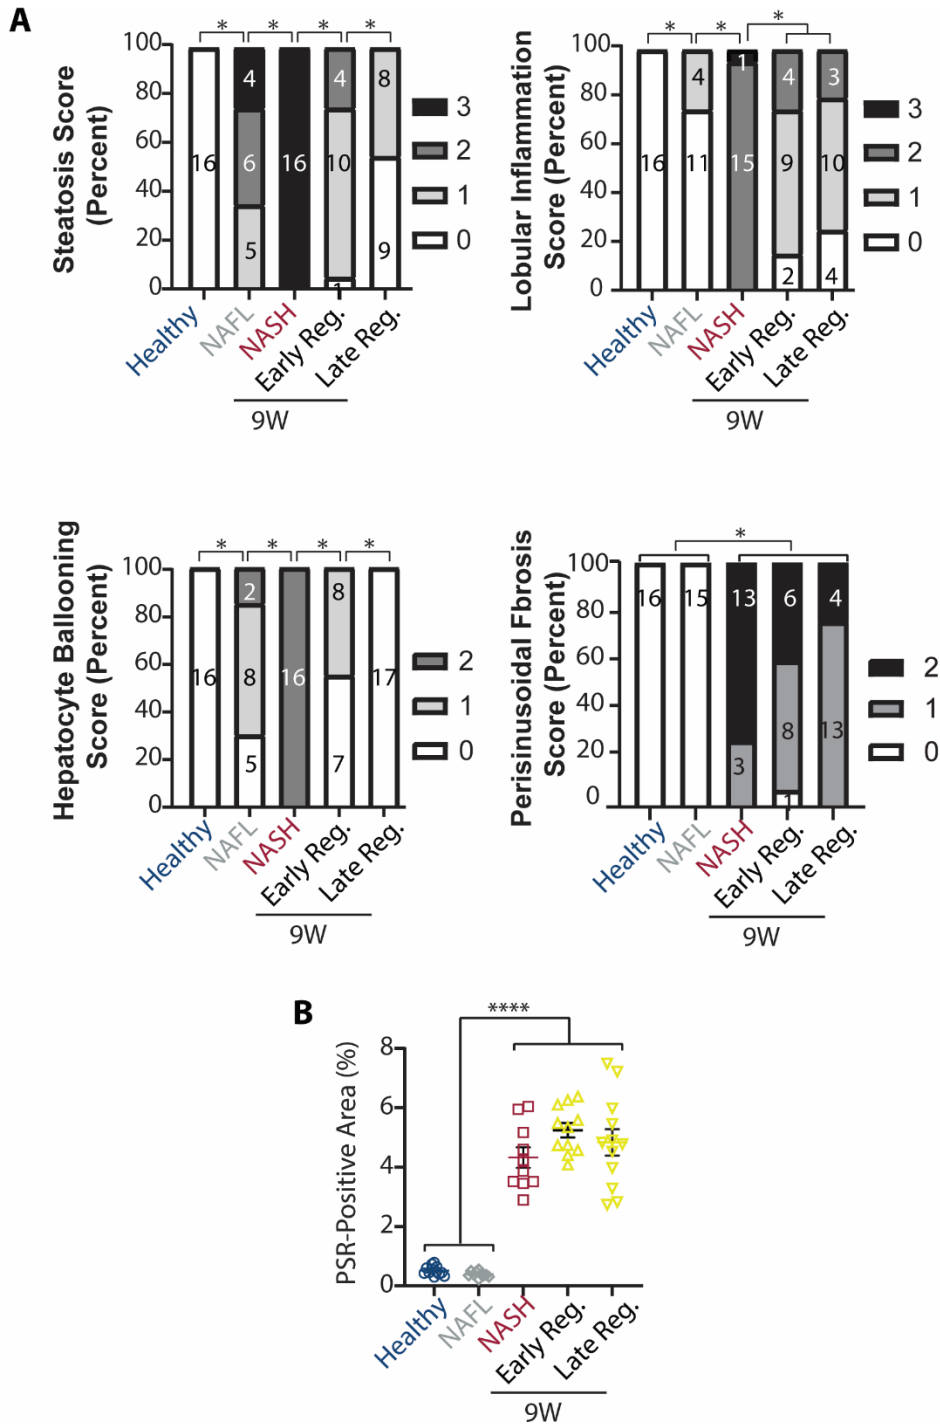 A
Steatosis Score
(Percent)
100
80
60
40
20
0
* * * *
16
4
6
5
16
4
10
1
8
9
3
2
1
0
Healthy
NAFL
NASH
Early Reg.
Late Reg.
9W
Lobular Inflammation
Score (Percent)
100
80
60
40
20
0
* * *
16
4
11
1
15
4
9
2
3
10
4
3
2
1
0
Healthy
NAFL
NASH
Early Reg.
Late Reg.
9W
Hepatocyte Ballooning
Score (Percent)
100
80
60
40
20
0
* * * *
16
2
8
5
16
8
7
17
2
1
0
Healthy
NAFL
NASH
Early Reg.
Late Reg.
9W
Perisinusoidal Fbrosis
Score (Percent)
100
80
60
40
20
0
*
16
15
13
3
6
8
1
4
13
2
1
0
Healthy
NAFL
NASH
Early Reg.
Late Reg.
9W
B
PSR-Positive Area (%)
8
6
4
2
0
****
Healthy
NAFL
NASH
Early Reg.
Late Reg.
9W